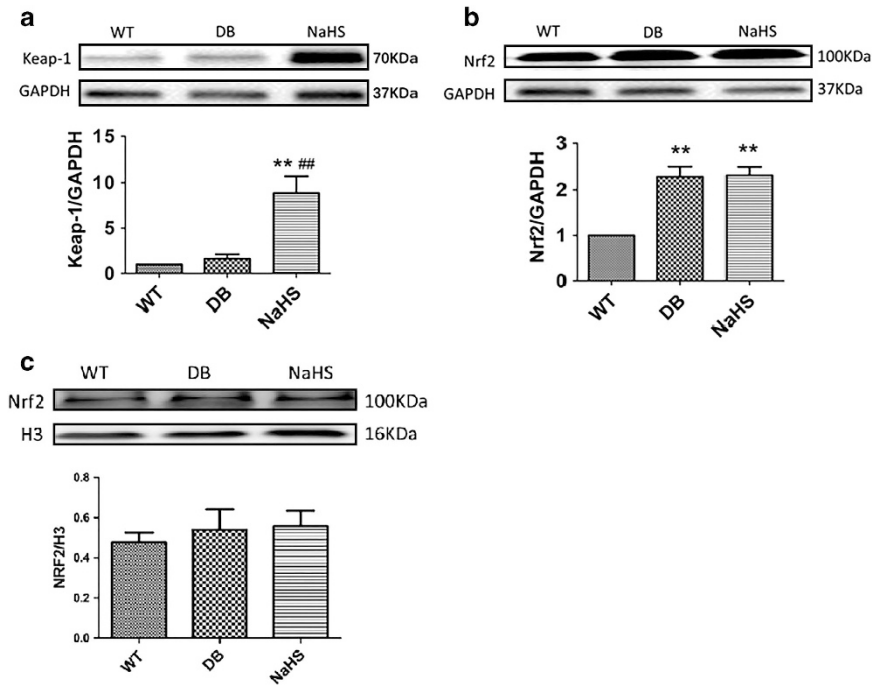 a
WT DB NaHS
Keap-1 70KDa
GAPDH 37KDa
Keap-1/GAPDH
15
10
5
0
** ##
WT DB NaHS
b
WT DB NaHS
Nrf2 100KDa
GAPDH 37KDa
Nrf2/GAPDH
3
2
1
0
** **
WT DB NaHS
c
WT DB NaHS
Nrf2 100KDa
H3 16KDa
NRF2/H3
0.8
0.6
0.4
0.2
0.0
WT DB NaHS